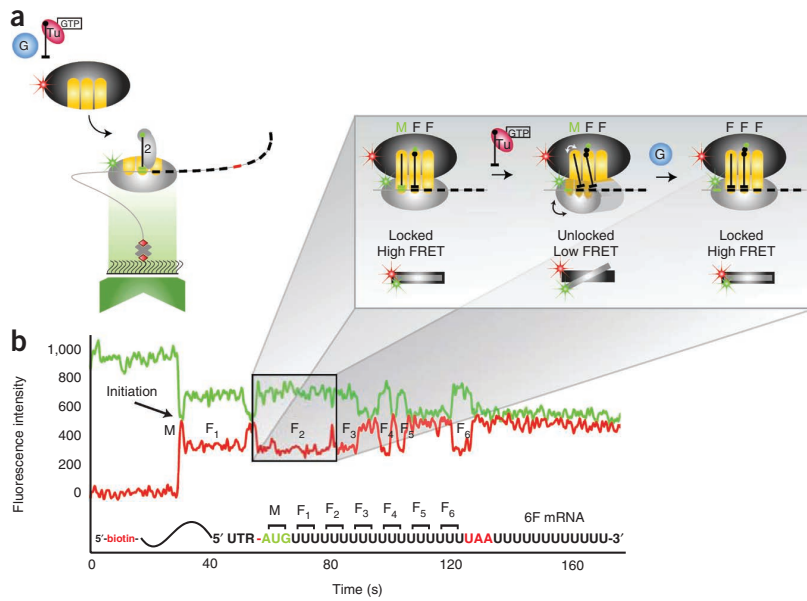 a
G
Tu
GTP
2
M F F
Tu
GTP
M F F
G
F F F
Locked
High FRET
Unlocked
Low FRET
Locked
High FRET
b
Fluorescence intensity
1,000
800
600
400
200
0
Initiation
M
F1
F2
F3
F4
F5
F6
M F1 F2 F3 F4 F5 F6
6F mRNA
5′-biotin- 5′ UTR -AUGUUUUUUUUUUUUUUUUUUUAAUUUUUUUUUUUU-3′
0 40 80 120 160
Time (s)